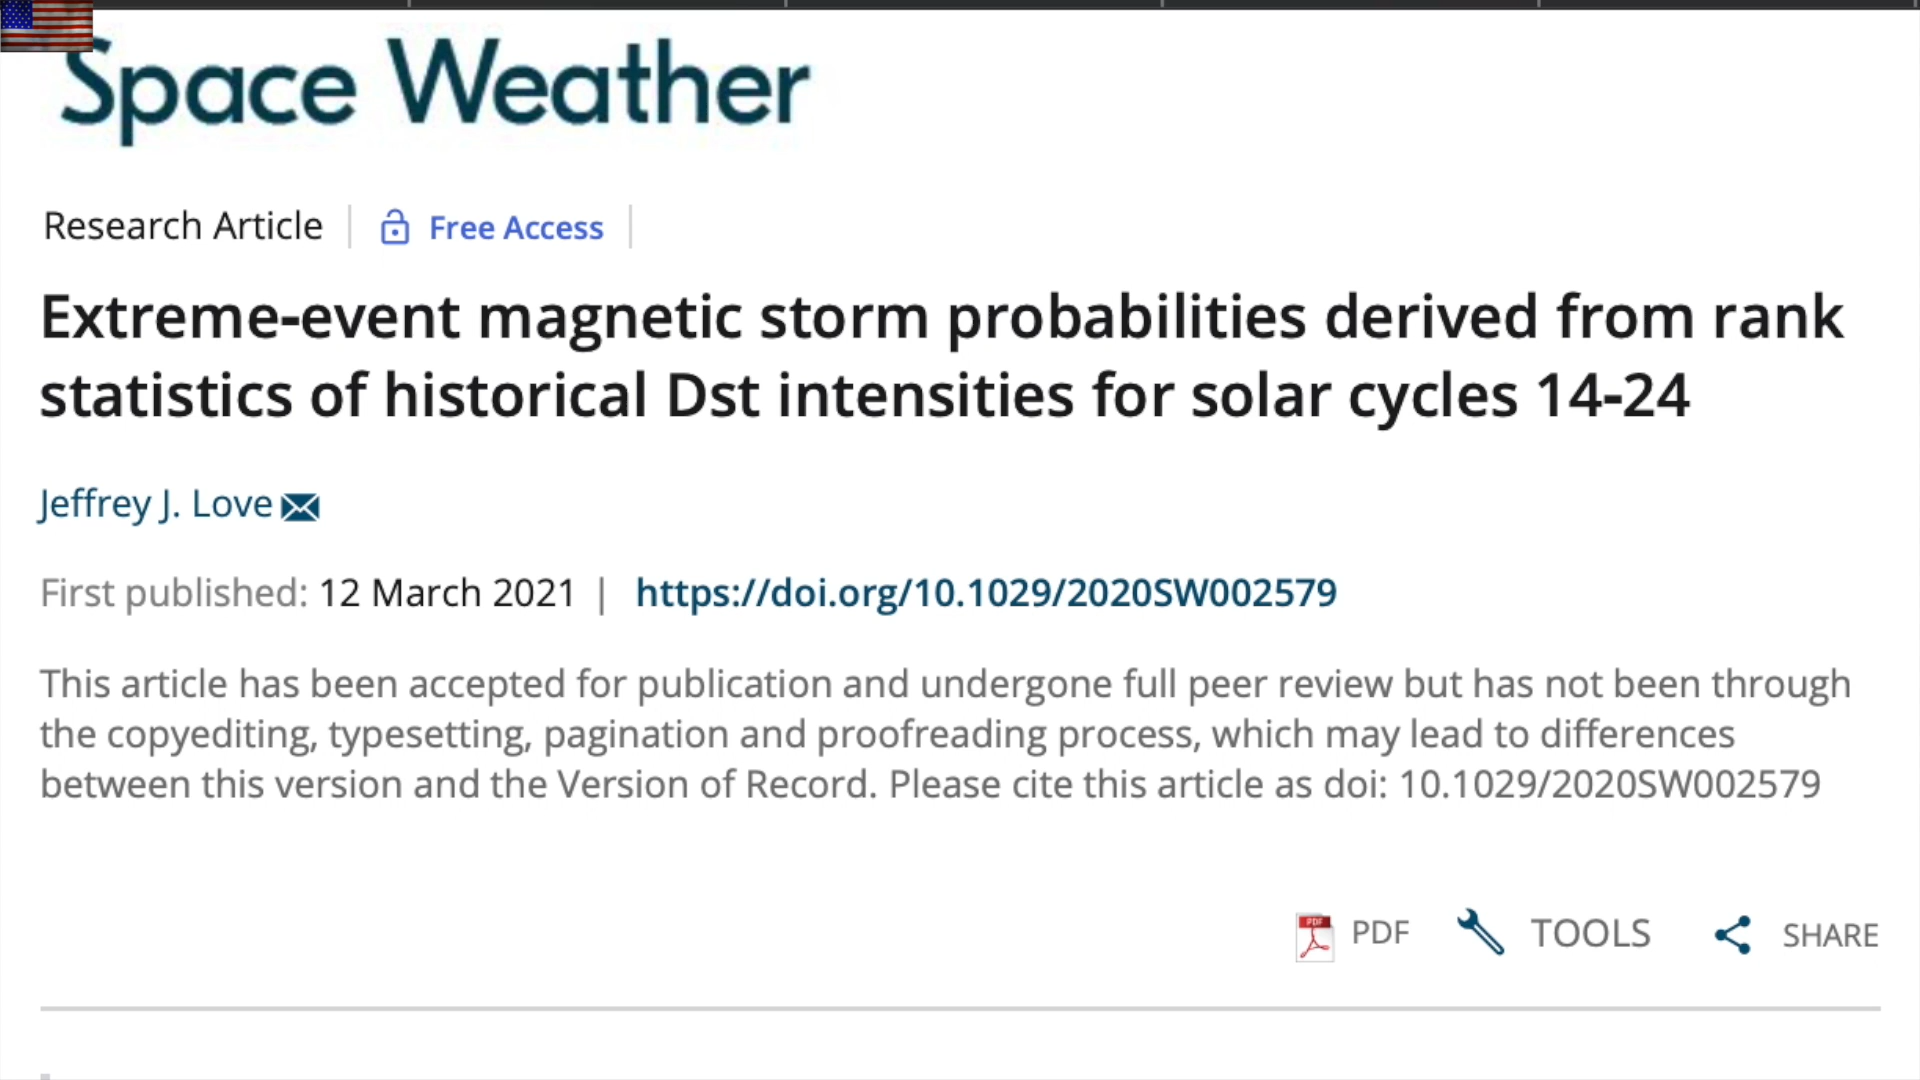 Space Weather
Research Article
Free Access
Extreme-event magnetic storm probabilities derived from rank
statistics of historical Dst intensities for solar cycles 14-24
Jeffrey J. Love
First published: 12 March 2021 | https://doi.org/10.1029/2020SW002579
This article has been accepted for publication and undergone full peer review but has not been through
the copyediting, typesetting, pagination and proofreading process, which may lead to differences
between this version and the Version of Record. Please cite this article as doi: 10.1029/2020SW002579
PDF
PDF
TOOLS
SHARE